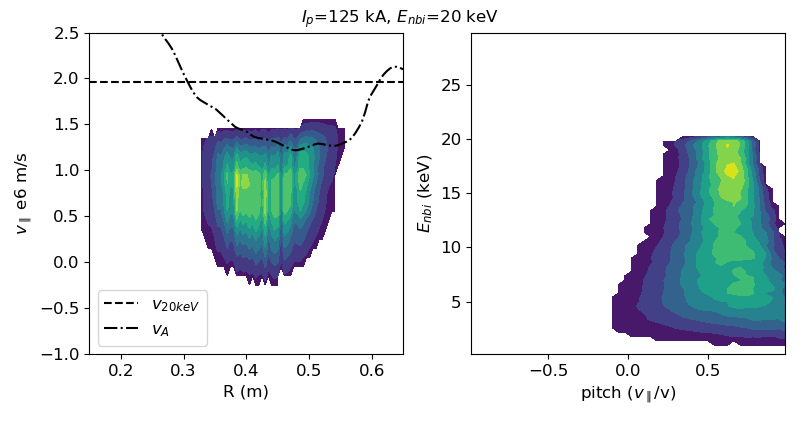 I_p=125 kA, E_nbi=20 keV
v_∥ e6 m/s
2.5
2.0
1.5
1.0
0.5
0.0
−0.5
−1.0
v_20keV
v_A
0.2 0.3 0.4 0.5 0.6
R (m)
E_nbi (keV)
25
20
15
10
5
−0.5 0.0 0.5
pitch (v_∥/v)